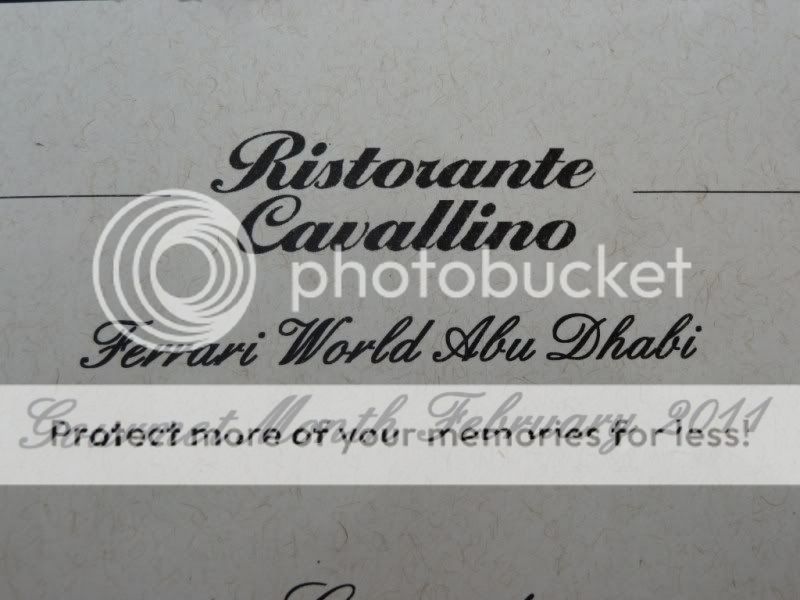 Ristorante
Cavallino
photobucket
Ferrari World Abu Dhabi
Gourmet Month February 2011
Protect more of your memories for less!